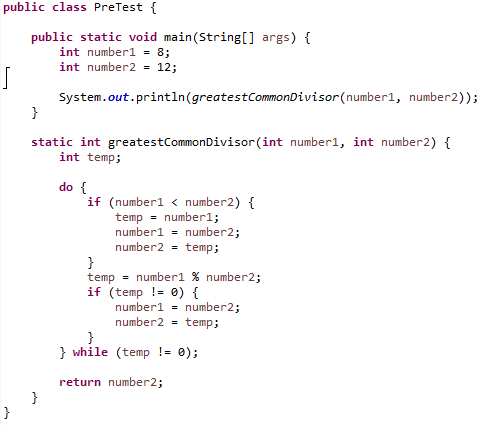 public class PreTest {
    public static void main(String[] args) {
        int number1 = 8;
        int number2 = 12;
        System.out.println(greatestCommonDivisor(number1, number2));
    }
    static int greatestCommonDivisor(int number1, int number2) {
        int temp;
        do {
            if (number1 < number2) {
                temp = number1;
                number1 = number2;
                number2 = temp;
            }
            temp = number1 % number2;
            if (temp != 0) {
                number1 = number2;
                number2 = temp;
            }
        } while (temp != 0);
        return number2;
    }
}